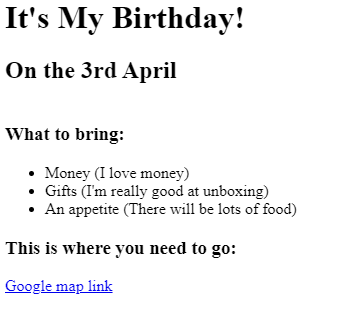 It's My Birthday!
On the 3rd April
What to bring:
Money (I love money)
Gifts (I'm really good at unboxing)
An appetite (There will be lots of food)
This is where you need to go:
Google map link